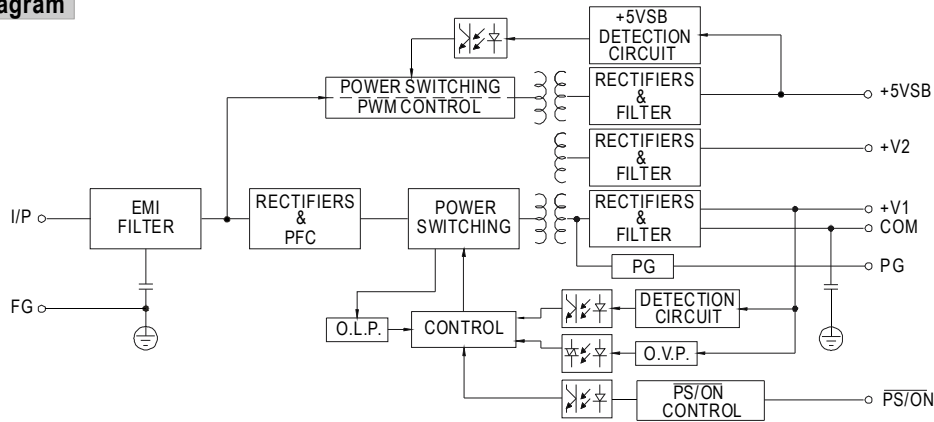 agram
+5VSB
DETECTION
CIRCUIT
POWER SWITCHING
PWM CONTROL
RECTIFIERS
&
FILTER
+5VSB
RECTIFIERS
&
FILTER
+V2
I/P
EMI
FILTER
RECTIFIERS
&
PFC
POWER
SWITCHING
RECTIFIERS
&
FILTER
+V1
COM
PG
PG
FG
O.L.P.
CONTROL
DETECTION
CIRCUIT
O.V.P.
PS/ON
CONTROL
PS/ON